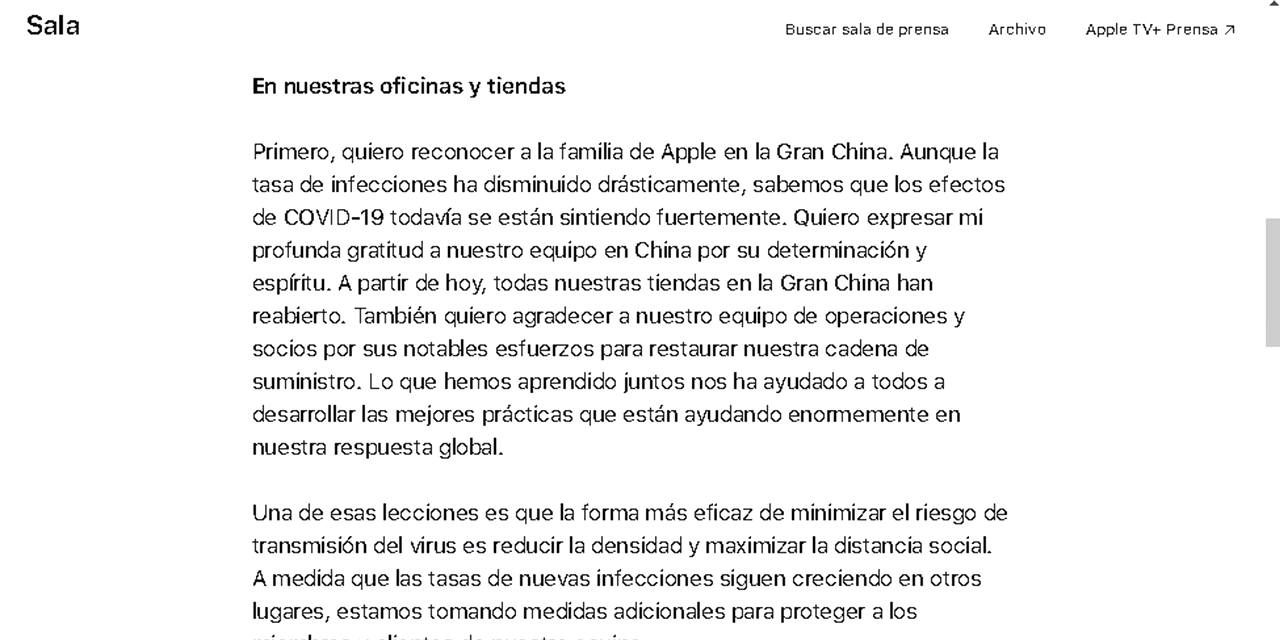 Sala
Buscar sala de prensa Archivo Apple TV+ Prensa ↗
En nuestras oficinas y tiendas
Primero, quiero reconocer a la familia de Apple en la Gran China. Aunque la
tasa de infecciones ha disminuido drásticamente, sabemos que los efectos
de COVID-19 todavía se están sintiendo fuertemente. Quiero expresar mi
profunda gratitud a nuestro equipo en China por su determinación y
espíritu. A partir de hoy, todas nuestras tiendas en la Gran China han
reabierto. También quiero agradecer a nuestro equipo de operaciones y
socios por sus notables esfuerzos para restaurar nuestra cadena de
suministro. Lo que hemos aprendido juntos nos ha ayudado a todos a
desarrollar las mejores prácticas que están ayudando enormemente en
nuestra respuesta global.
Una de esas lecciones es que la forma más eficaz de minimizar el riesgo de
transmisión del virus es reducir la densidad y maximizar la distancia social.
A medida que las tasas de nuevas infecciones siguen creciendo en otros
lugares, estamos tomando medidas adicionales para proteger a los